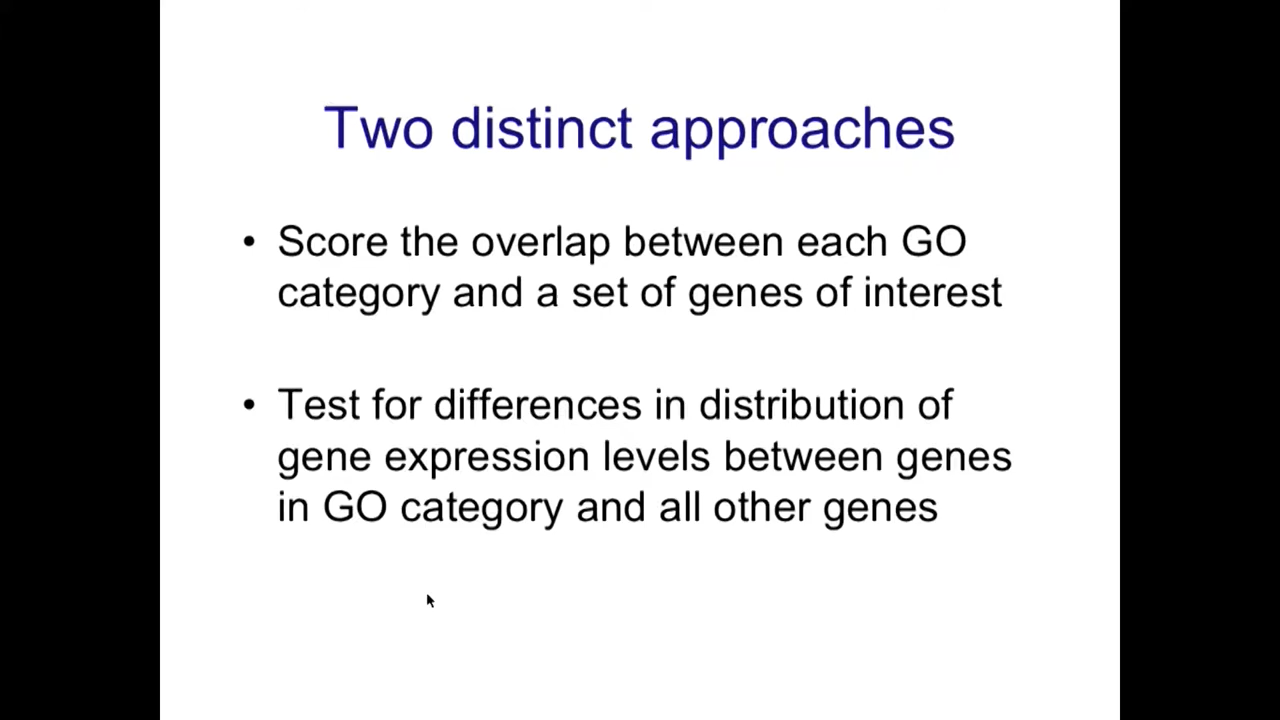 Two distinct approaches
• Score the overlap between each GO
category and a set of genes of interest
• Test for differences in distribution of
gene expression levels between genes
in GO category and all other genes